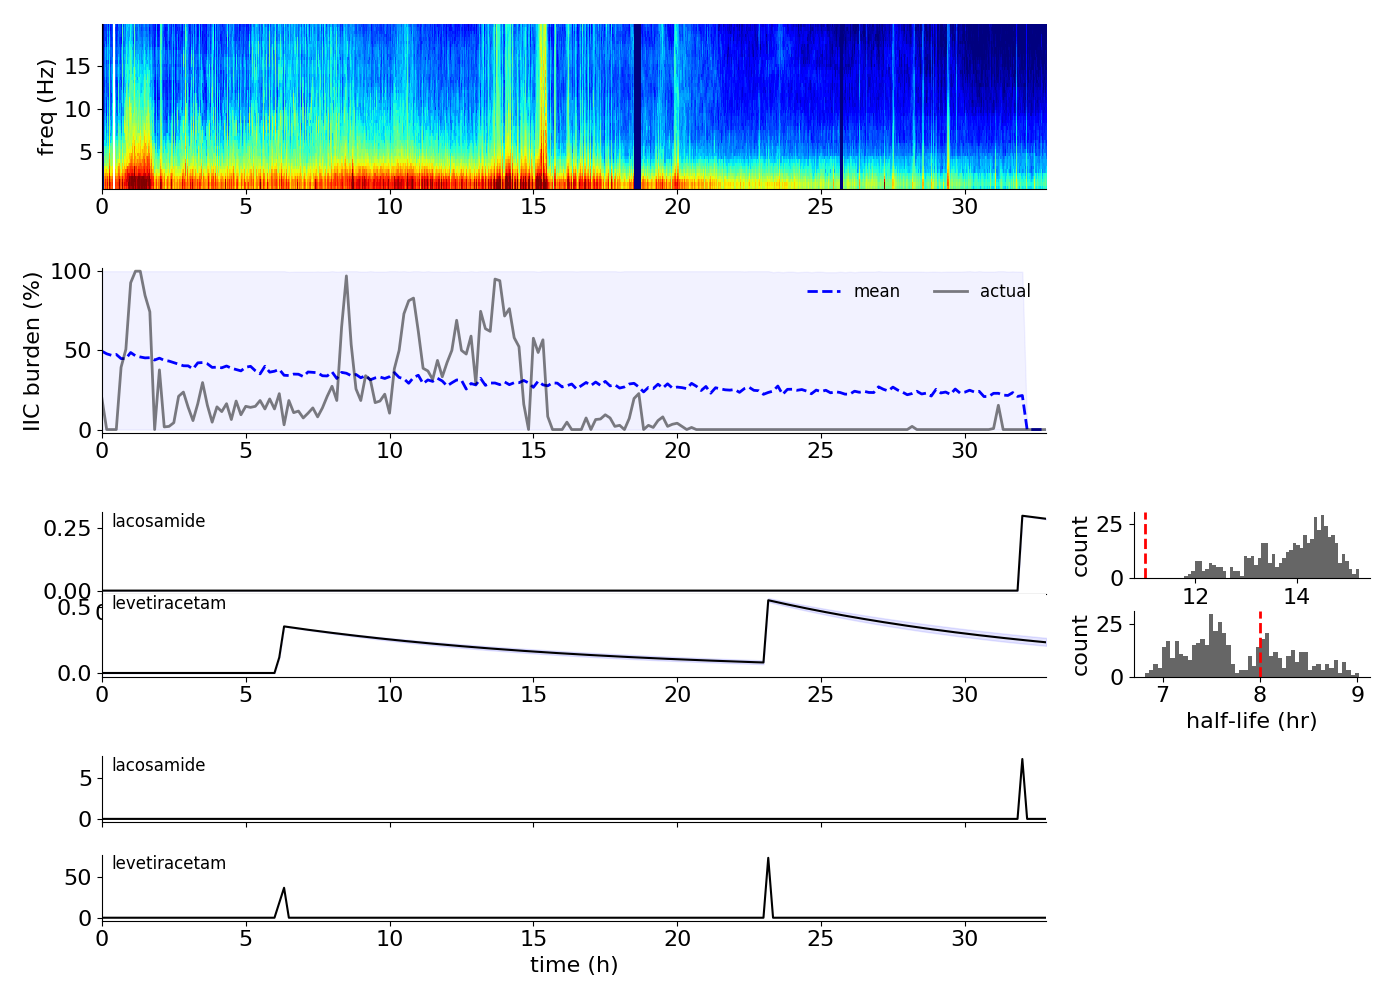 freq (Hz)
15
10
5
0 5 10 15 20 25 30
IIC burden (%)
100
50
0
mean actual
0 5 10 15 20 25 30
lacosamide
0.25
0.00
0
count
25
0
12 14
levetiracetam
0.5
0.0
0 5 10 15 20 25 30
count
25
0
7 8 9
half-life (hr)
lacosamide
5
0
levetiracetam
50
0
0 5 10 15 20 25 30
time (h)